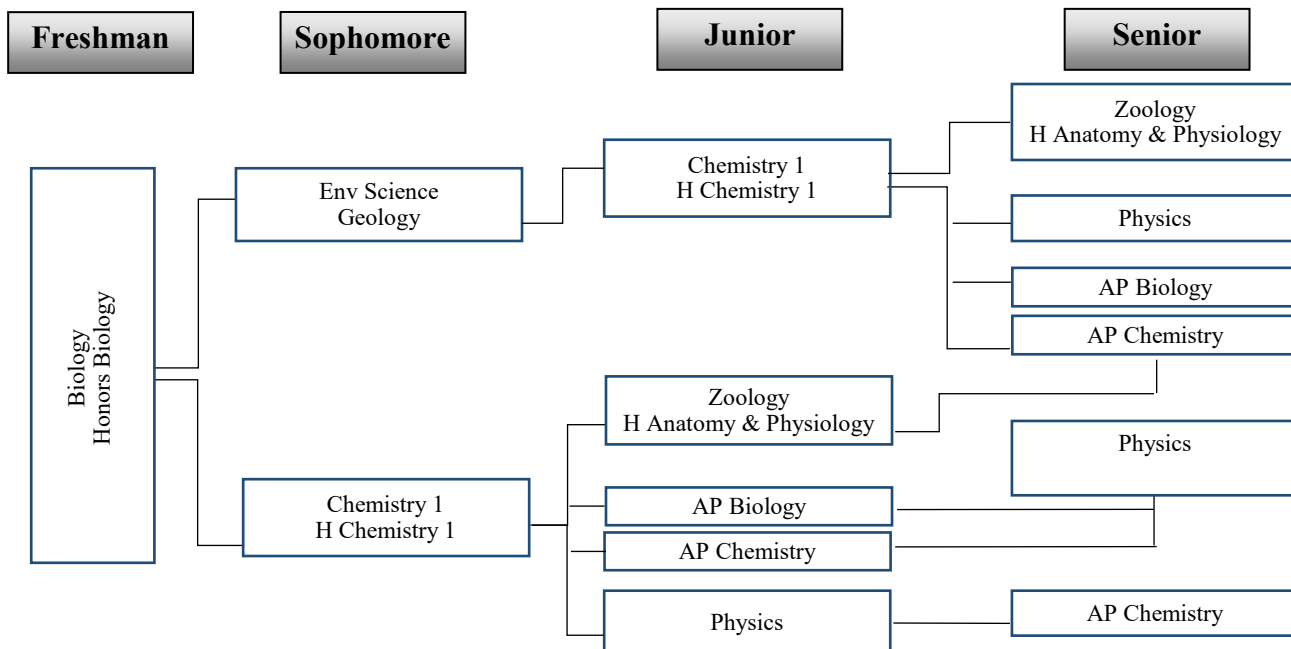 Freshman
Sophomore
Junior
Senior
Biology
Honors Biology
Env Science
Geology
Chemistry 1
H Chemistry 1
Chemistry 1
H Chemistry 1
Zoology
H Anatomy & Physiology
AP Biology
AP Chemistry
Physics
Zoology
H Anatomy & Physiology
Physics
AP Biology
AP Chemistry
Physics
AP Chemistry